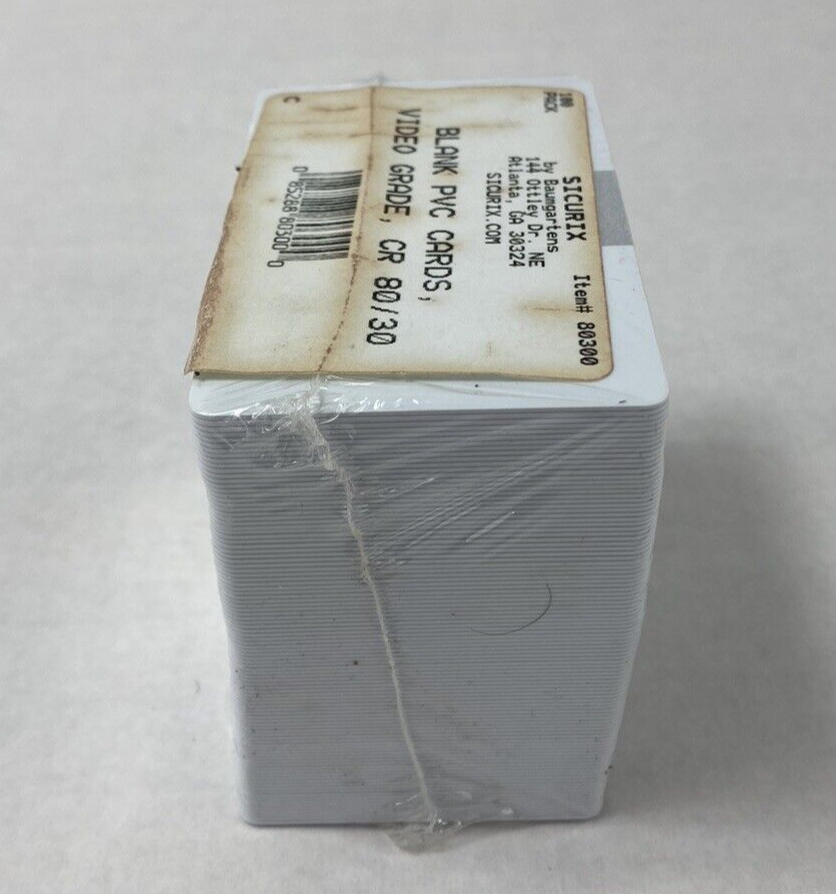 100
PACK
SICURIX Item# 80300
by Baumgartens
144 Ottley Dr. NE
Atlanta, GA 30324
SICURIX.COM
BLANK PVC CARDS,
VIDEO GRADE, CR 80/30
0 85288 80300 0
C